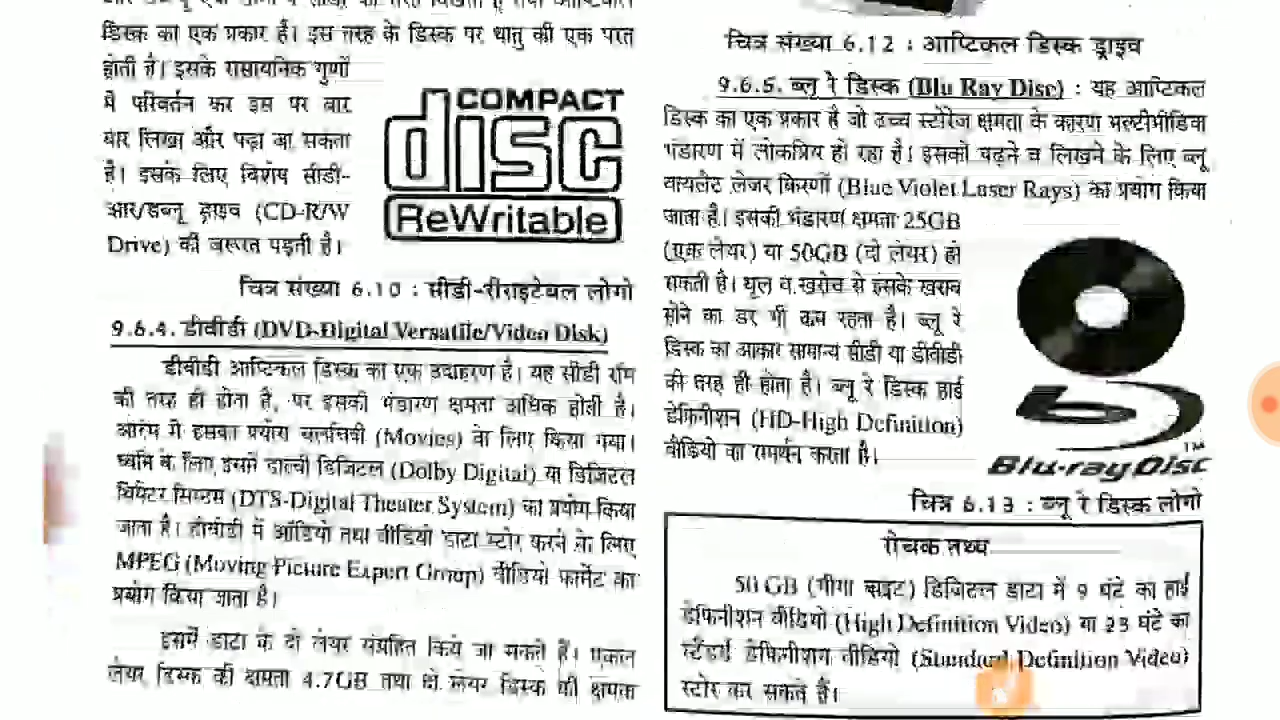 डिस्क का एक प्रकार है। इस तरह के डिस्क पर धातु की एक परत
होती है। इसके रासायनिक गुणों
में परिवर्तन कर इस पर बार
बार लिखा और पढ़ा जा सकता
है। इसके लिए विशेष सीडी-
आर/डब्लू ड्राइव (CD-R/W
Drive) की जरूरत पड़ती है।
COMPACT
disc
ReWritable
चित्र संख्या 6.10 : सीडी-रीराइटेबल लोगो
9.6.4. डीवीडी (DVD-Digital Versatile/Video Disk)
डीवीडी आप्टिकल डिस्क का एक उदाहरण है। यह सीडी रॉम
की तरह ही होता है, पर इसकी भंडारण क्षमता अधिक होती है।
आरंभ में इसका प्रयोग चलचित्रों (Movies) के लिए किया गया।
ध्वनि के लिए इसमें डाल्बी डिजिटल (Dolby Digital) या डिजिटल
थियेटर सिस्टम (DTS-Digital Theater System) का प्रयोग किया
जाता है। डीवीडी में ऑडियो तथा वीडियो डाटा स्टोर करने के लिए
MPEG (Moving Picture Expert Group) वीडियो फार्मेट का
प्रयोग किया जाता है।
इसमें डाटा के दो लेयर संग्रहित किये जा सकते हैं। एकल
लेयर डिस्क की क्षमता 4.7GB तथा दो लेयर डिस्क की क्षमता
चित्र संख्या 6.12 : आप्टिकल डिस्क ड्राइव
9.6.5. ब्लू रे डिस्क (Blu Ray Disc) : यह आप्टिकल
डिस्क का एक प्रकार है जो उच्च स्टोरेज क्षमता के कारण मल्टीमीडिया
भंडारण में लोकप्रिय हो रहा है। इसको पढ़ने व लिखने के लिए ब्लू
वायलेट लेजर किरणों (Blue Violet Laser Rays) का प्रयोग किया
जाता है। इसकी भंडारण क्षमता 25GB
(एक लेयर) या 50GB (दो लेयर) हो
सकती है। धूल व खरोंच से इसके खराब
होने का डर भी कम रहता है। ब्लू रे
डिस्क का आकार सामान्य सीडी या डीवीडी
की तरह ही होता है। ब्लू रे डिस्क हाई
डेफिनीशन (HD-High Definition)
वीडियो का समर्थन करता है।
Blu-ray Disc
TM
चित्र 6.13 : ब्लू रे डिस्क लोगो
रोचक तथ्य
50 GB (गीगा बाइट) डिजिटल डाटा में 9 घंटे का हाई
डेफिनीशन वीडियो (High Definition Video) या 23 घंटे का
स्टैंडर्ड डेफिनीशन वीडियो (Standard Definition Video)
स्टोर कर सकते हैं।